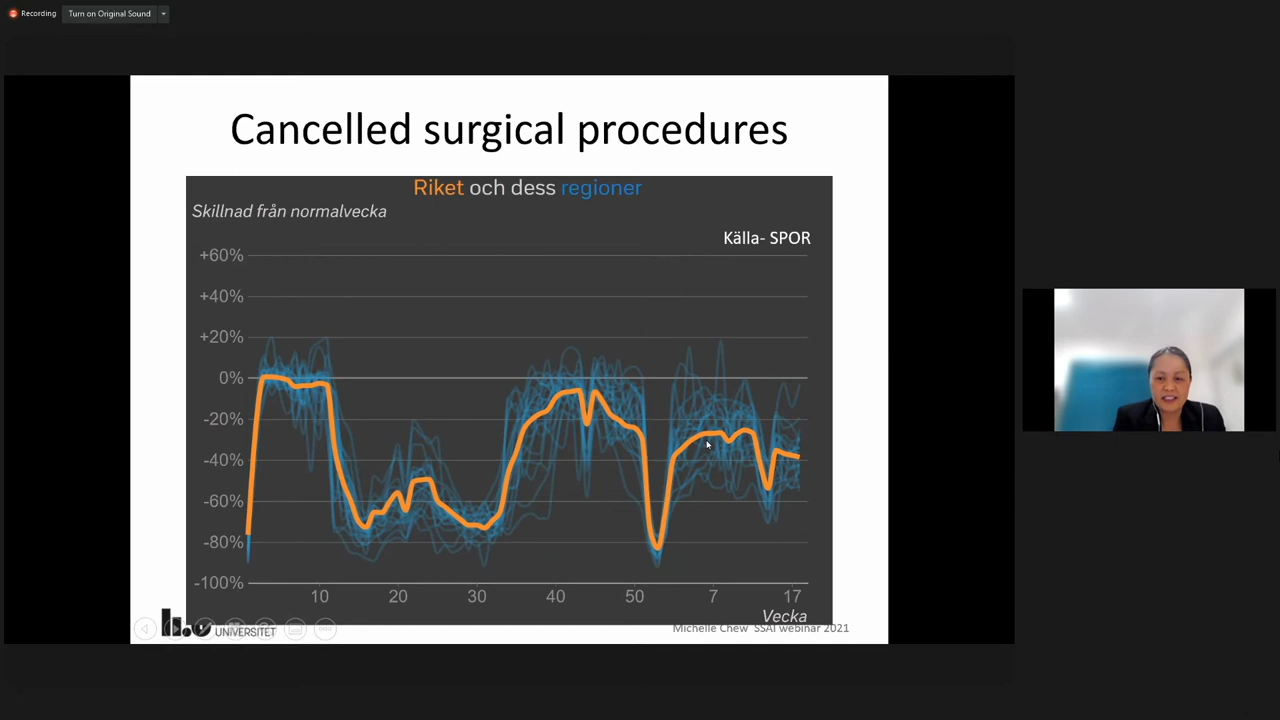 Recording
Turn on Original Sound
Cancelled surgical procedures
Riket och dess regioner
Skillnad från normalvecka
Källa- SPOR
+60%
+40%
+20%
0%
-20%
-40%
-60%
-80%
-100%
10 20 30 40 50 7 17
Vecka
UNIVERSITET
Michelle Chew SSAI webinar 2021